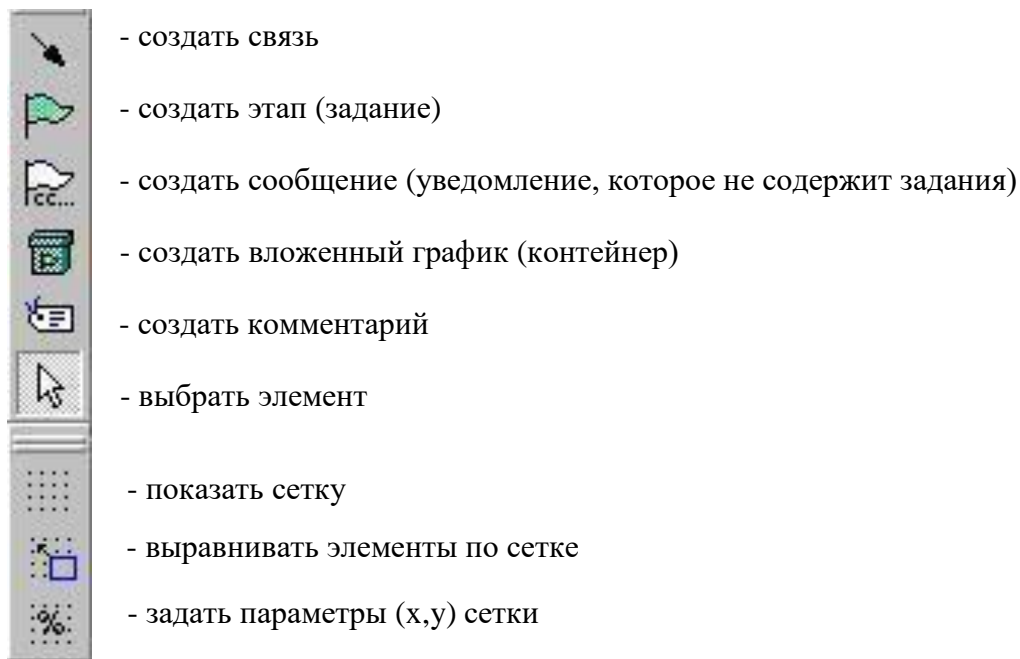 - создать связь
- создать этап (задание)
cc...
- создать сообщение (уведомление, которое не содержит задания)
P
- создать вложенный график (контейнер)
- создать комментарий
- выбрать элемент
- показать сетку
- выравнивать элементы по сетке
%
- задать параметры (x,y) сетки